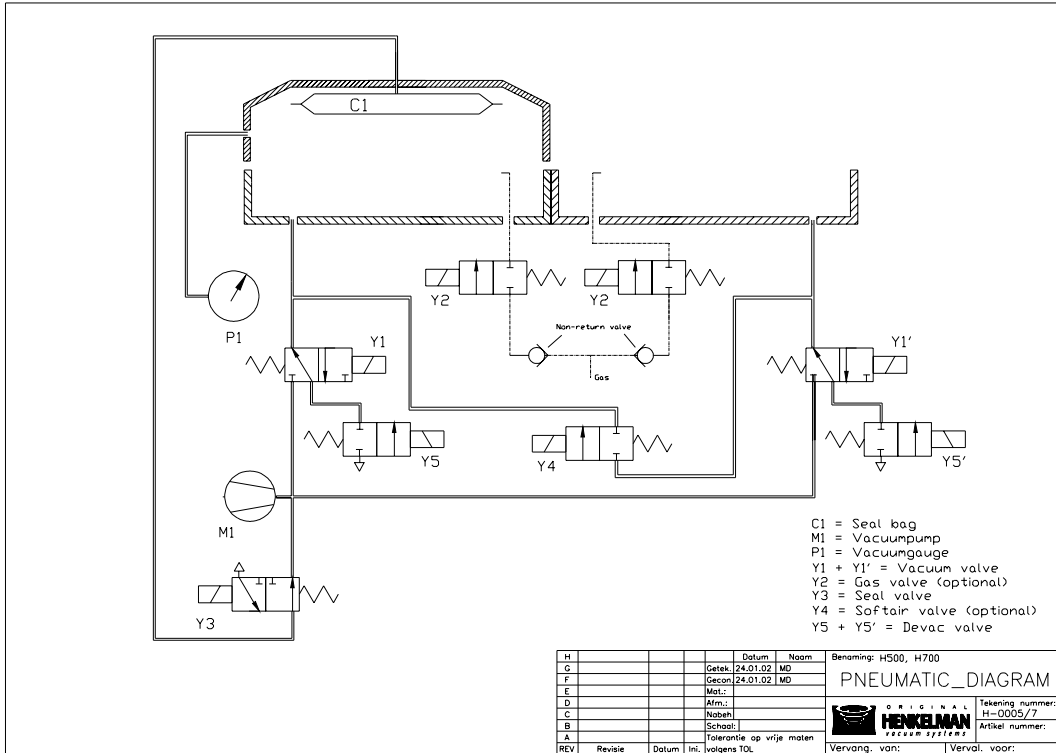 C1
P1
Y2
Y2
Non-return valve
Gas
Y1
Y1'
Y5
Y4
Y5'
M1
Y3
C1 = Seal bag
M1 = Vacuumpump
P1 = Vacuumgauge
Y1 + Y1' = Vacuum valve
Y2 = Gas valve (optional)
Y3 = Seal valve
Y4 = Softair valve (optional)
Y5 + Y5' = Devac valve
H Datum Naam
G Getek. 24.01.02 MD
F Gecon. 24.01.02 MD
E Mat.:
D Afm.:
C Nabeh
B Schaal:
A Tolerantie op vrije maten
REV Revisie Datum Ini. volgens TOL
Benaming: H500, H700
PNEUMATIC_DIAGRAM
ORIGINAL
HENKELMAN
vacuum systems
Tekening nummer:
H-0005/7
Artikel nummer:
Vervang. van: Verval. voor: